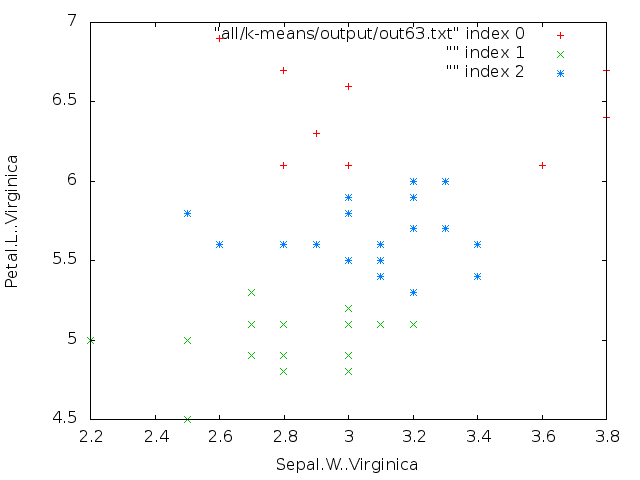 "all/k-means/output/out63.txt" index 0
"" index 1
"" index 2
7
6.5
6
5.5
5
4.5
Petal.L..Virginica
2.2 2.4 2.6 2.8 3 3.2 3.4 3.6 3.8
Sepal.W..Virginica